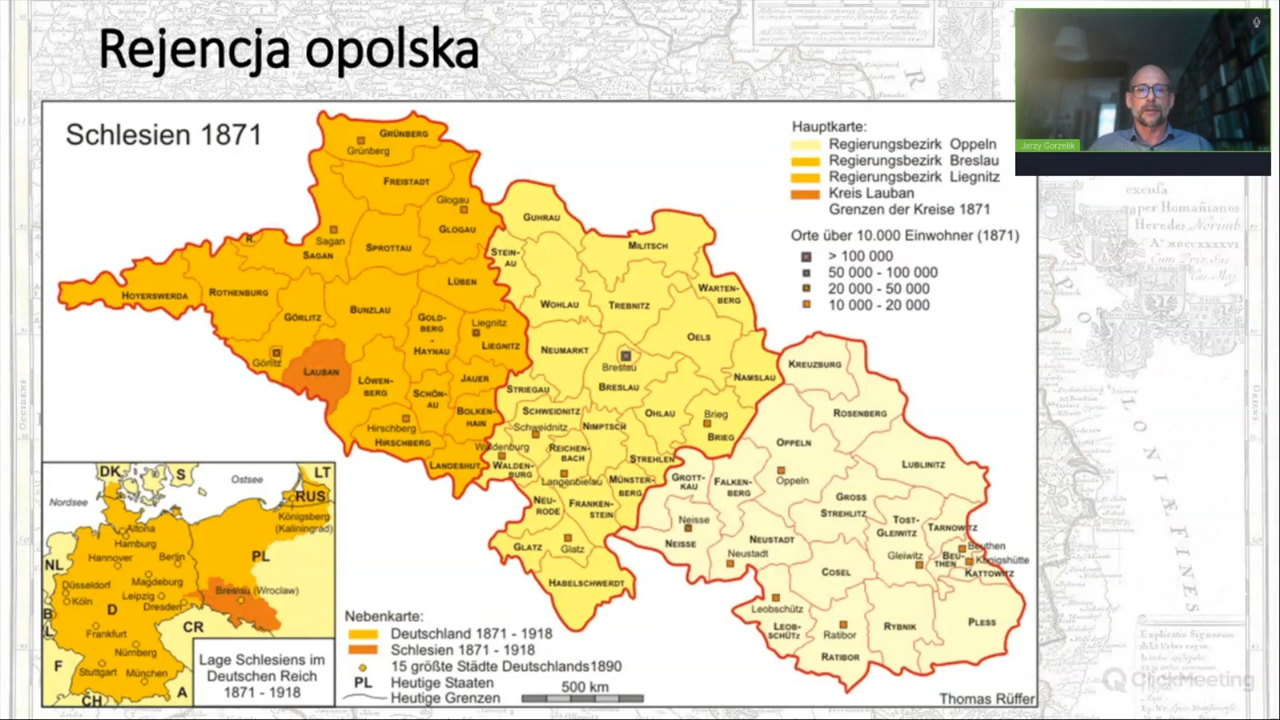 Rejencja opolska
Jerzy Gorzelik
Schlesien 1871
Hauptkarte:
Regierungsbezirk Oppeln
Regierungsbezirk Breslau
Regierungsbezirk Liegnitz
Kreis Lauban
Grenzen der Kreise 1871
Orte über 10.000 Einwohner (1871)
> 100 000
50 000 - 100 000
20 000 - 50 000
10 000 - 20 000
GRÜNBERG
Grünberg
FREISTADT
Glogau
GLOGAU
Sagan
SAGAN
SPROTTAU
R.
HOYERSWERDA
ROTHENBURG
LÜBEN
GÖRLITZ
Görlitz
BUNZLAU
GOLD-
BERG
-
HAYNAU
Liegnitz
LIEGNITZ
LAUBAN
LÖWEN-
BERG
SCHÖN-
AU
JAUER
BOLKEN-
HAIN
Hirschberg
HIRSCHBERG
LANDESHUT
GUHRAU
STEIN-
AU
MILITSCH
WARTEN-
BERG
WOHLAU
TREBNITZ
OELS
NEUMARKT
Breslau
BRESLAU
NAMSLAU
STRIEGAU
SCHWEIDNITZ
Schweidnitz
NIMPTSCH
OHLAU
Brieg
BRIEG
Waldenburg
WALDEN-
BURG
REICHEN-
BACH
Langenbielau
STREHLEN
MÜNSTER-
BERG
NEU-
RODE
FRANKEN-
STEIN
GLATZ
Glatz
HABELSCHWERDT
KREUZBURG
ROSENBERG
OPPELN
Oppeln
LUBLINITZ
GROTT-
KAU
FALKEN-
BERG
GROSS
STREHLITZ
Neisse
NEISSE
NEUSTADT
Neustadt
TOST-
GLEIWITZ
Gleiwitz
TARNOWITZ
Beuthen
BEU-
THEN
Königshütte
KATTOWITZ
COSEL
Leobschütz
LEOB-
SCHÜTZ
Ratibor
RATIBOR
RYBNIK
PLESS
DK
S
LT
Nordsee
Ostsee
RUS
Königsberg
(Kaliningrad)
Altona
Hamburg
PL
Hannover
Berlin
NL
Düsseldorf
Magdeburg
Köln
Leipzig
Dresden
Breslau (Wroclaw)
B
D
L
Frankfurt
CR
Nürnberg
F
Stuttgart
München
CH
A
Lage Schlesiens im
Deutschen Reich
1871 - 1918
Nebenkarte:
Deutschland 1871 - 1918
Schlesien 1871 - 1918
15 größte Städte Deutschlands1890
PL Heutige Staaten
Heutige Grenzen
500 km
Thomas Rüffer
ClickMeeting
excusa
per Homañianos